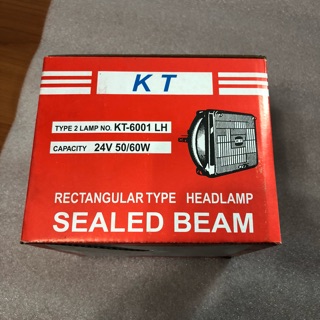 KT
TYPE 2 LAMP NO. KT-6001 LH
CAPACITY 24V 50/60W
RECTANGULAR TYPE HEADLAMP
SEALED BEAM